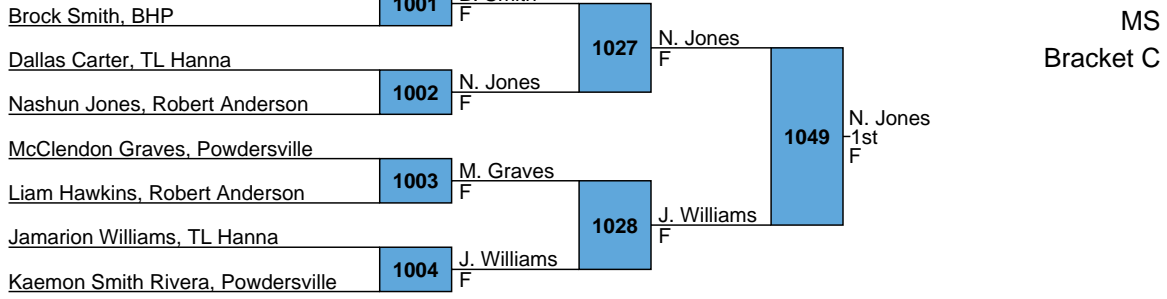 1001
Smith
Brock Smith, BHP
F
MS
Dallas Carter, TL Hanna
1027
N. Jones
F
Bracket C
1002
N. Jones
F
Nashun Jones, Robert Anderson
N. Jones
1049
1st
F
McClendon Graves, Powdersville
1003
M. Graves
F
Liam Hawkins, Robert Anderson
1028
J. Williams
F
Jamarion Williams, TL Hanna
1004
J. Williams
F
Kaemon Smith Rivera, Powdersville